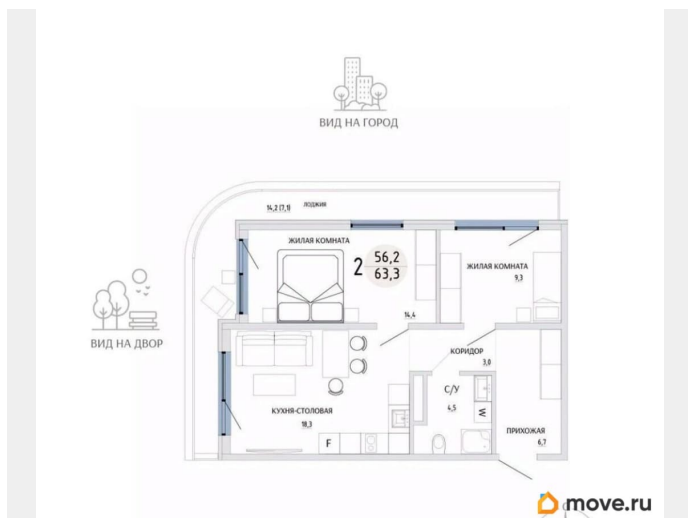 ВИД НА ГОРОД
14,2 (7,1) ЛОДЖИЯ
ЖИЛАЯ КОМНАТА
2 56,2
63,3
ЖИЛАЯ КОМНАТА
9,3
14,4
ВИД НА ДВОР
КОРИДОР
3,0
С/У
4,5
W
КУХНЯ-СТОЛОВАЯ
18,3
F
ПРИХОЖАЯ
6,7
move.ru